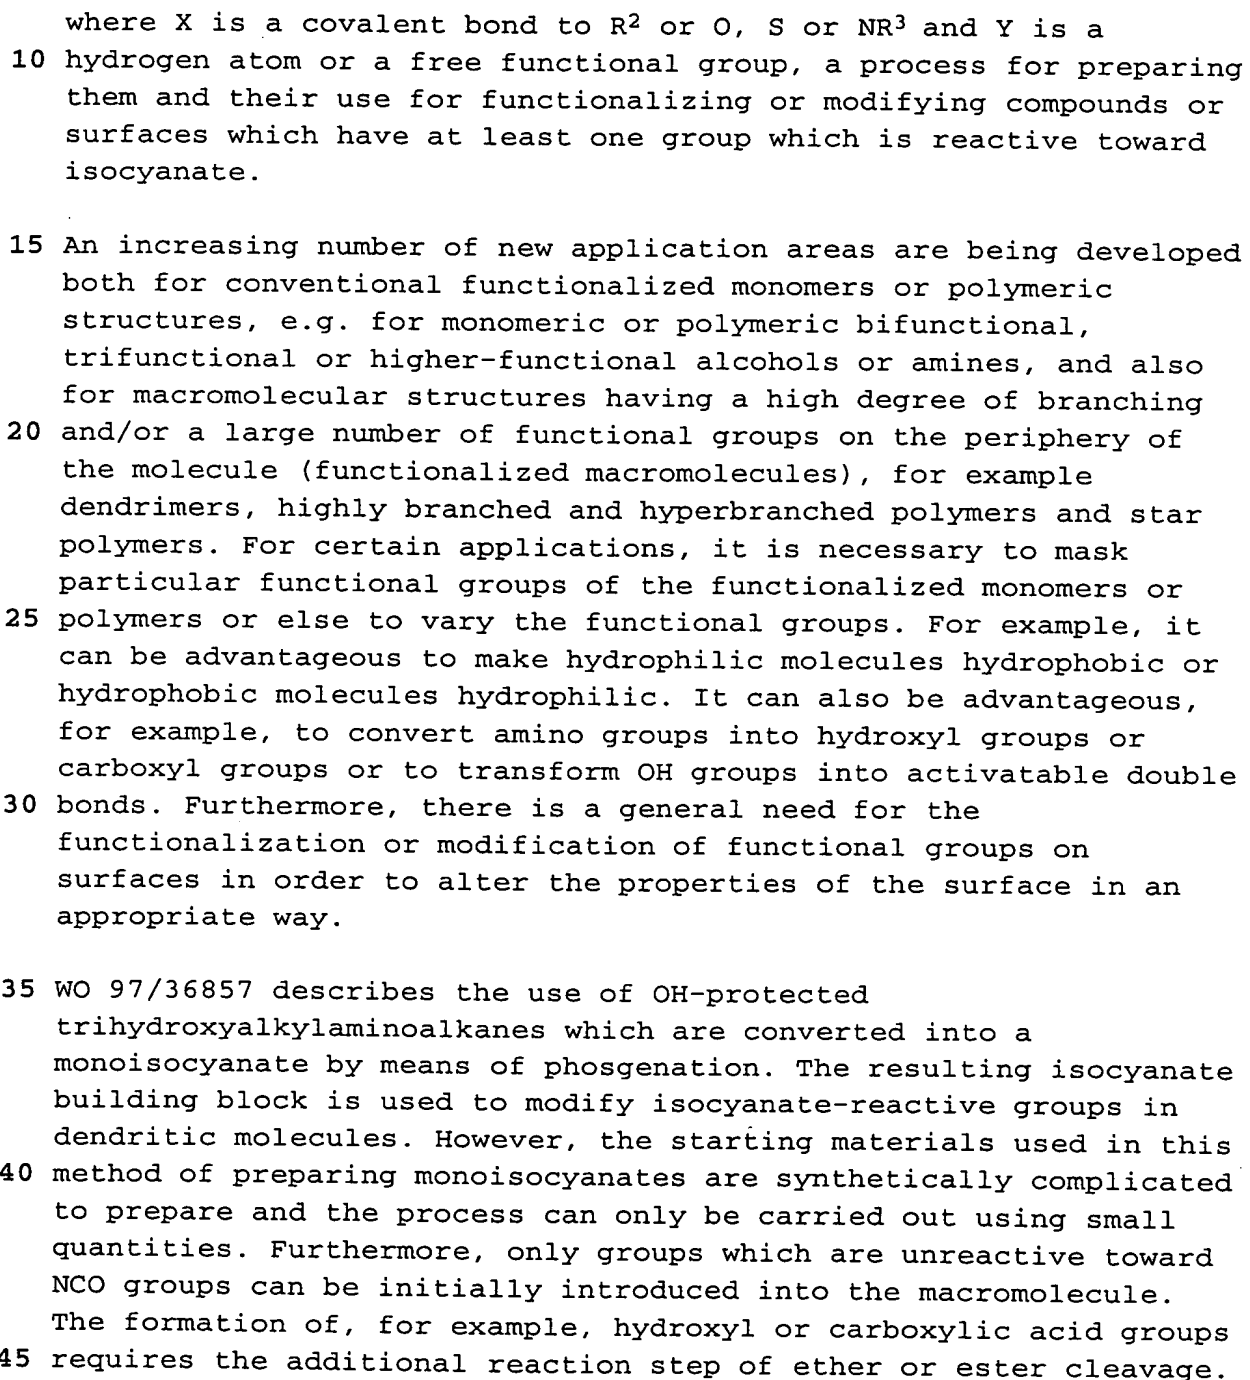 where X is a covalent bond to R² or O, S or NR³ and Y is a
10 hydrogen atom or a free functional group, a process for preparing
them and their use for functionalizing or modifying compounds or
surfaces which have at least one group which is reactive toward
isocyanate.
15 An increasing number of new application areas are being developed
both for conventional functionalized monomers or polymeric
structures, e.g. for monomeric or polymeric bifunctional,
trifunctional or higher-functional alcohols or amines, and also
for macromolecular structures having a high degree of branching
20 and/or a large number of functional groups on the periphery of
the molecule (functionalized macromolecules), for example
dendrimers, highly branched and hyperbranched polymers and star
polymers. For certain applications, it is necessary to mask
particular functional groups of the functionalized monomers or
25 polymers or else to vary the functional groups. For example, it
can be advantageous to make hydrophilic molecules hydrophobic or
hydrophobic molecules hydrophilic. It can also be advantageous,
for example, to convert amino groups into hydroxyl groups or
carboxyl groups or to transform OH groups into activatable double
30 bonds. Furthermore, there is a general need for the
functionalization or modification of functional groups on
surfaces in order to alter the properties of the surface in an
appropriate way.
35 WO 97/36857 describes the use of OH-protected
trihydroxyalkylaminoalkanes which are converted into a
monoisocyanate by means of phosgenation. The resulting isocyanate
building block is used to modify isocyanate-reactive groups in
dendritic molecules. However, the starting materials used in this
40 method of preparing monoisocyanates are synthetically complicated
to prepare and the process can only be carried out using small
quantities. Furthermore, only groups which are unreactive toward
NCO groups can be initially introduced into the macromolecule.
The formation of, for example, hydroxyl or carboxylic acid groups
45 requires the additional reaction step of ether or ester cleavage.